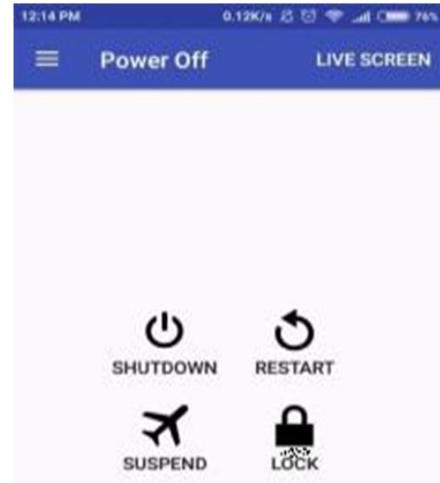 12:14 PM 0.12K/s 76%
Power Off LIVE SCREEN
SHUTDOWN RESTART
SUSPEND LOCK